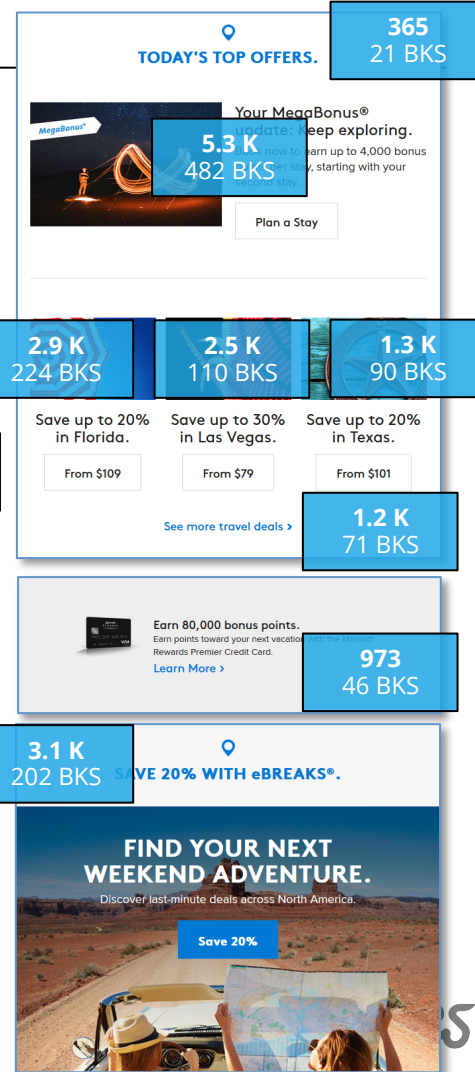 365
21 BKS
TODAY'S TOP OFFERS.
MegaBonus®
Your MegaBonus®
update: Keep exploring.
5.3 K
482 BKS
now to earn up to 4,000 bonus
per stay, starting with your
second stay.
Plan a Stay
2.9 K
224 BKS
2.5 K
110 BKS
1.3 K
90 BKS
Save up to 20%
in Florida.
Save up to 30%
in Las Vegas.
Save up to 20%
in Texas.
From $109
From $79
From $101
See more travel deals ›
1.2 K
71 BKS
Earn 80,000 bonus points.
Earn points toward your next vacation with the Marriott
Rewards Premier Credit Card.
Learn More ›
973
46 BKS
VISA
3.1 K
202 BKS
SAVE 20% WITH eBREAKS®.
FIND YOUR NEXT
WEEKEND ADVENTURE.
Discover last-minute deals across North America.
Save 20%